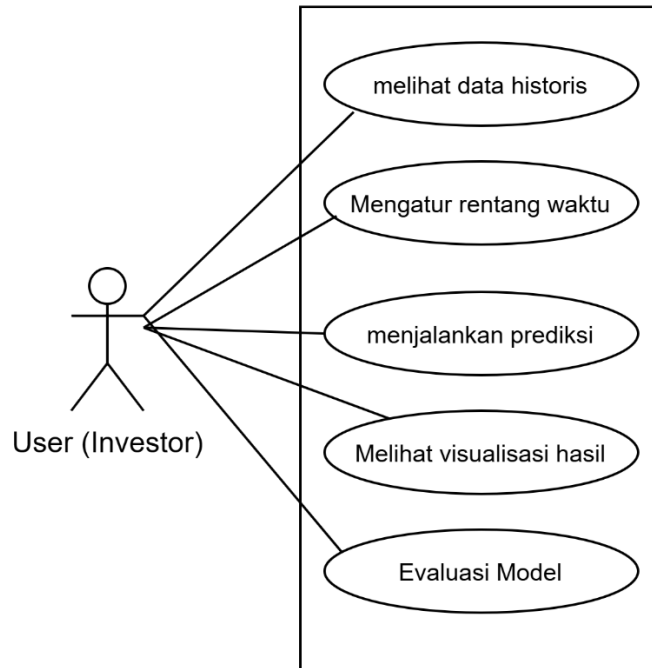 melihat data historis
Mengatur rentang waktu
menjalankan prediksi
User (Investor)
Melihat visualisasi hasil
Evaluasi Model